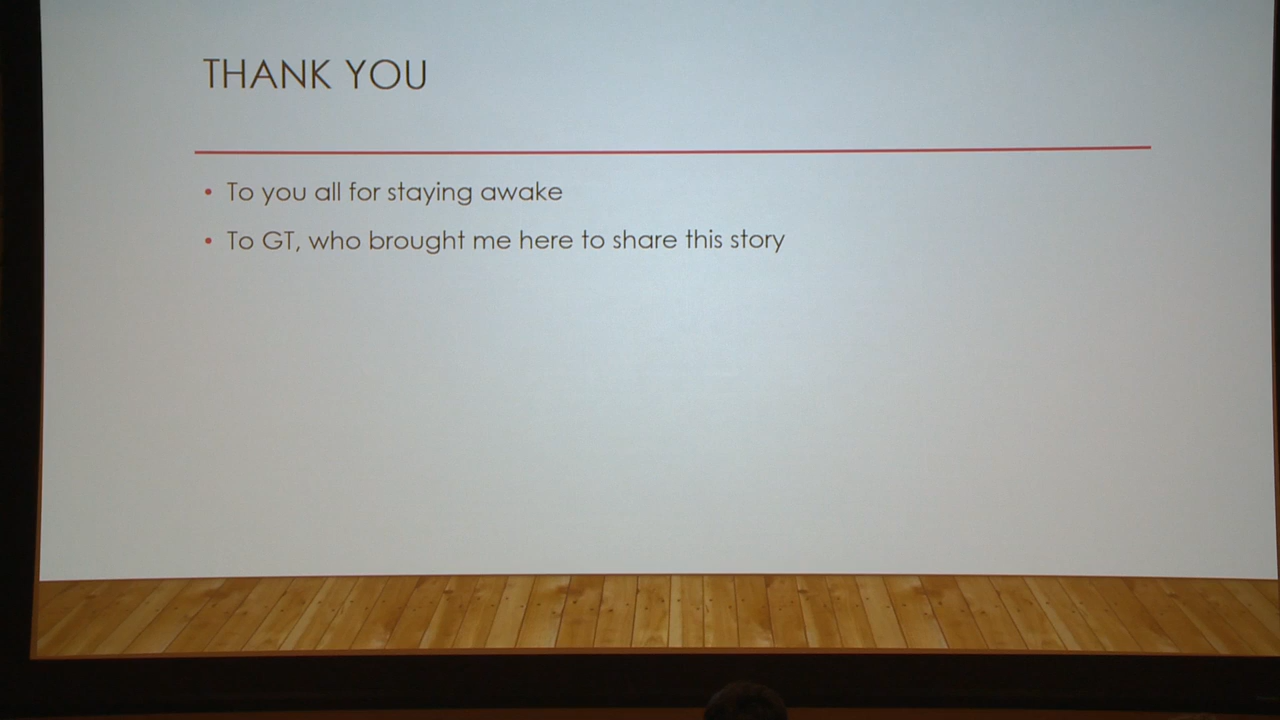 THANK YOU
• To you all for staying awake
• To GT, who brought me here to share this story